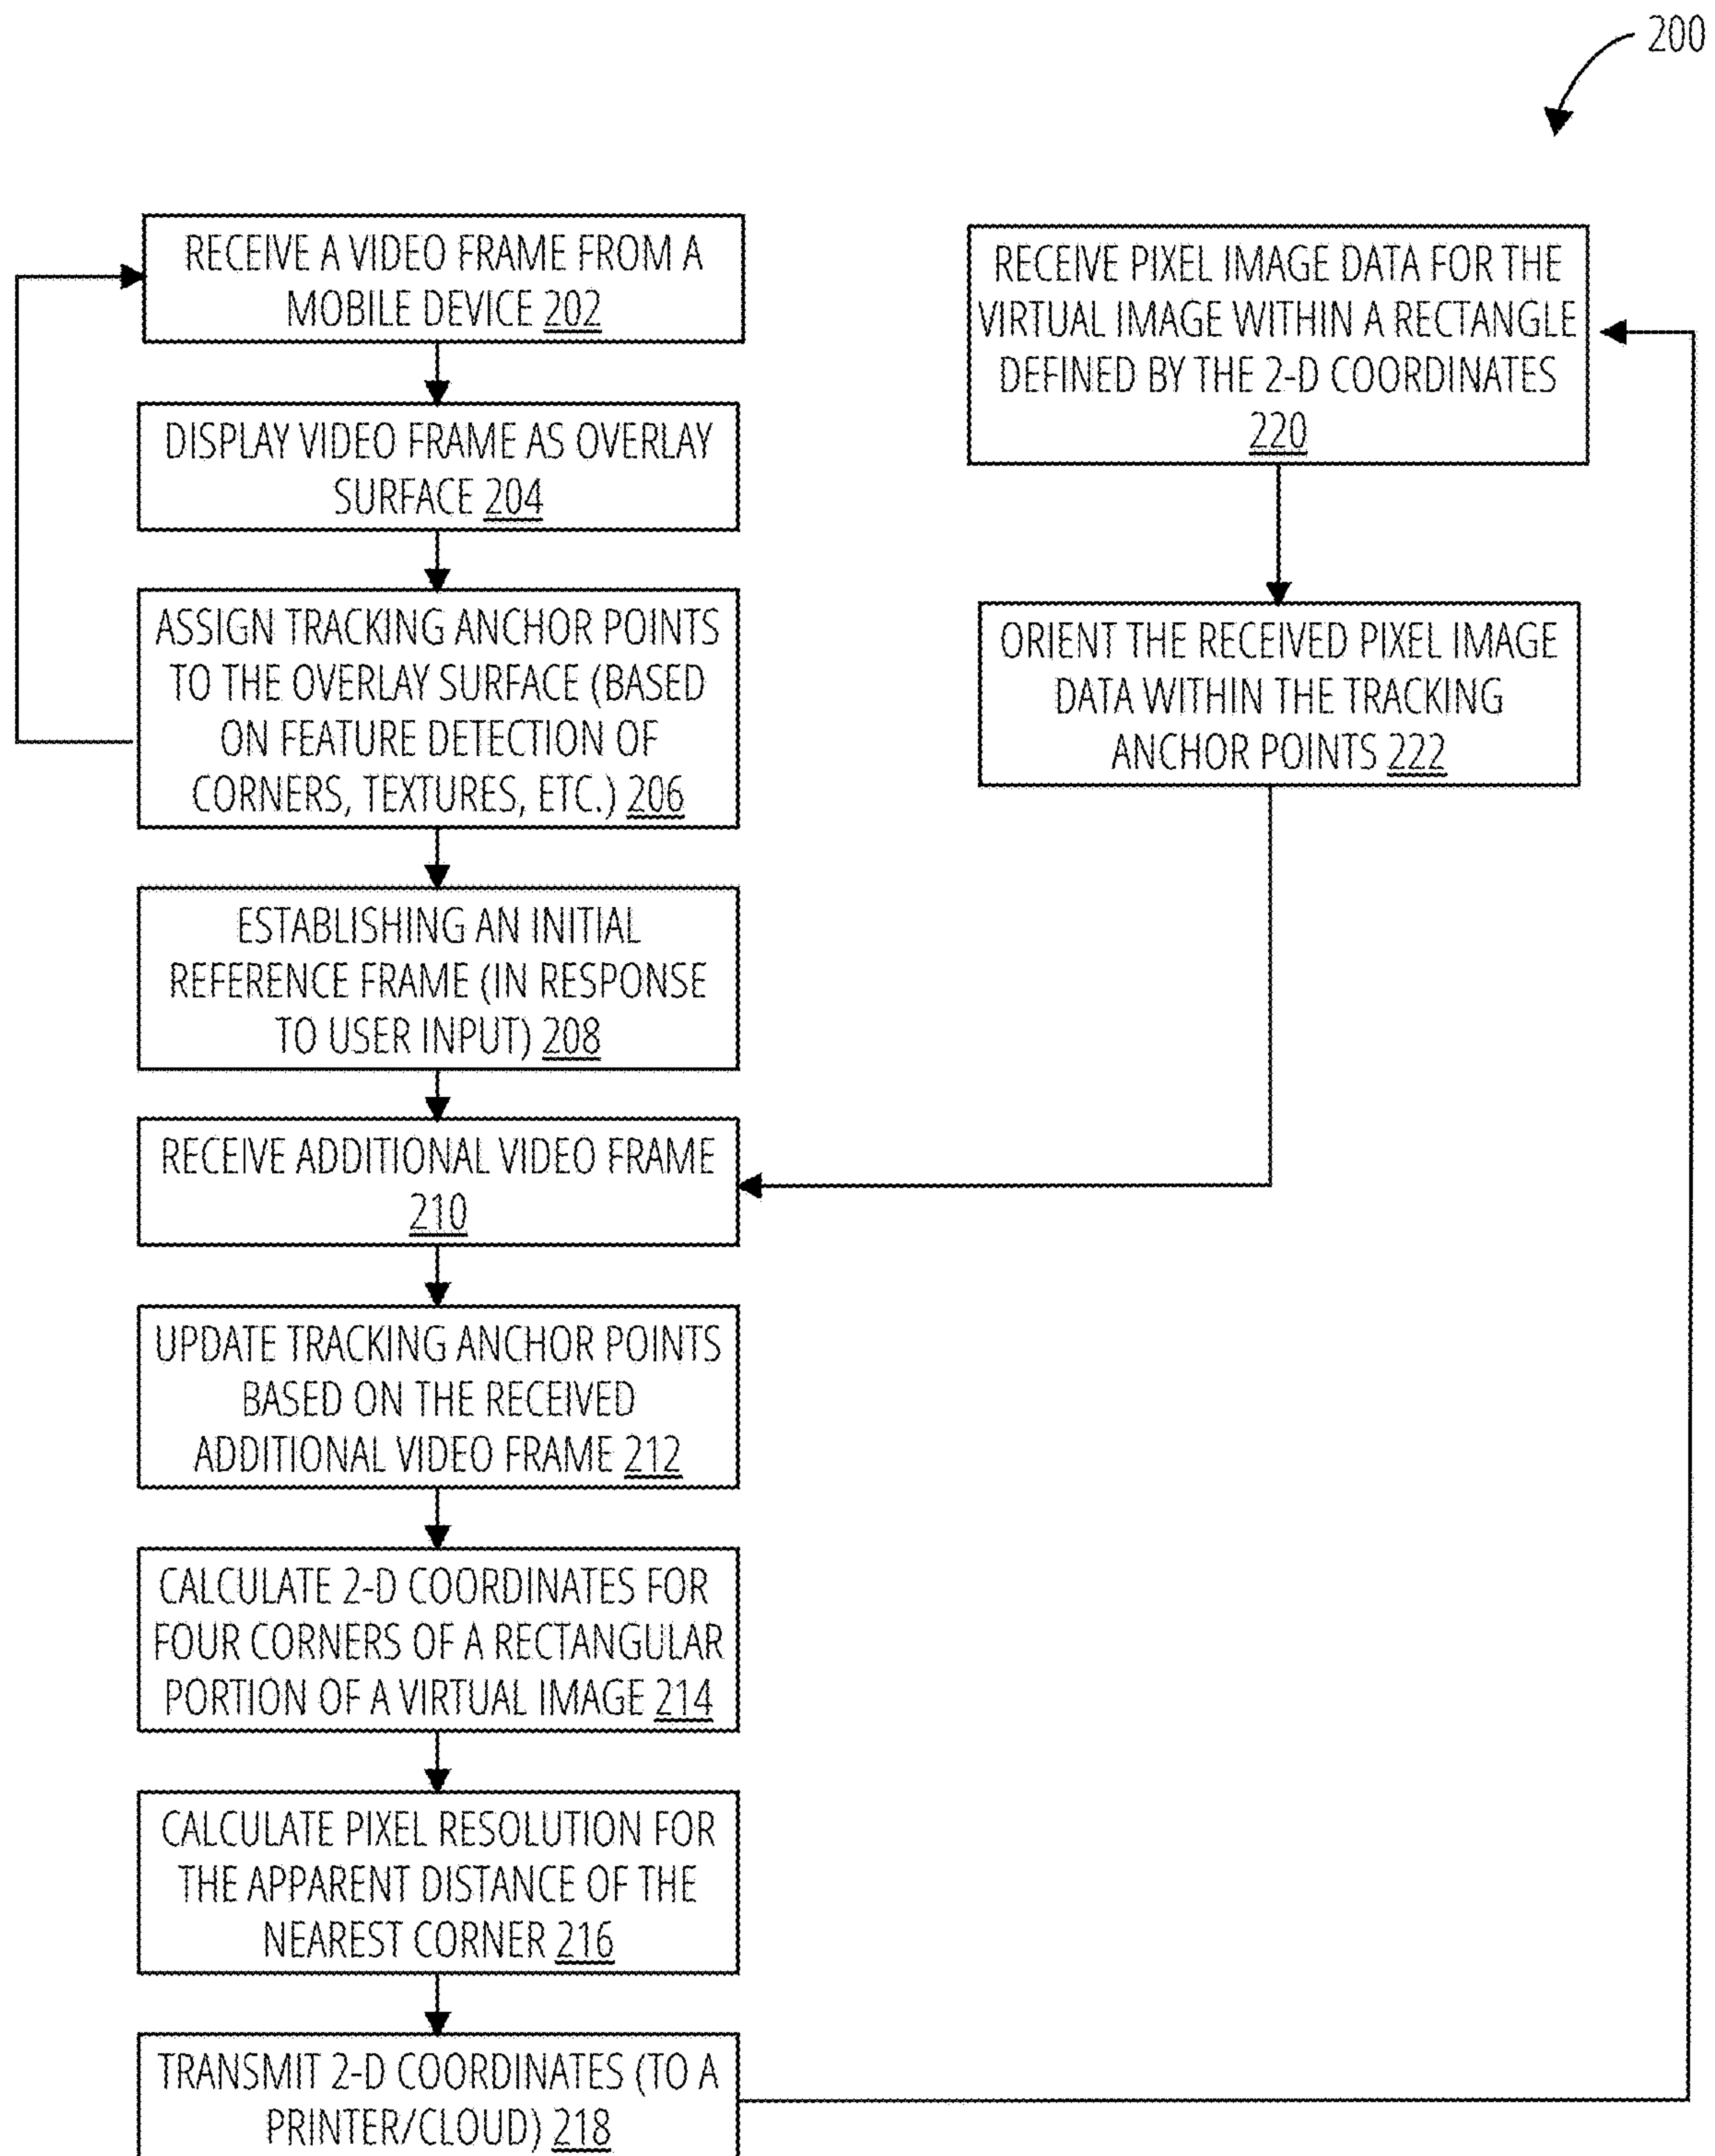 200
RECEIVE A VIDEO FRAME FROM A
MOBILE DEVICE 202
DISPLAY VIDEO FRAME AS OVERLAY
SURFACE 204
ASSIGN TRACKING ANCHOR POINTS
TO THE OVERLAY SURFACE (BASED
ON FEATURE DETECTION OF
CORNERS, TEXTURES, ETC.) 206
ESTABLISHING AN INITIAL
REFERENCE FRAME (IN RESPONSE
TO USER INPUT) 208
RECEIVE ADDITIONAL VIDEO FRAME
210
UPDATE TRACKING ANCHOR POINTS
BASED ON THE RECEIVED
ADDITIONAL VIDEO FRAME 212
CALCULATE 2-D COORDINATES FOR
FOUR CORNERS OF A RECTANGULAR
PORTION OF A VIRTUAL IMAGE 214
CALCULATE PIXEL RESOLUTION FOR
THE APPARENT DISTANCE OF THE
NEAREST CORNER 216
TRANSMIT 2-D COORDINATES (TO A
PRINTER/CLOUD) 218
RECEIVE PIXEL IMAGE DATA FOR THE
VIRTUAL IMAGE WITHIN A RECTANGLE
DEFINED BY THE 2-D COORDINATES
220
ORIENT THE RECEIVED PIXEL IMAGE
DATA WITHIN THE TRACKING
ANCHOR POINTS 222